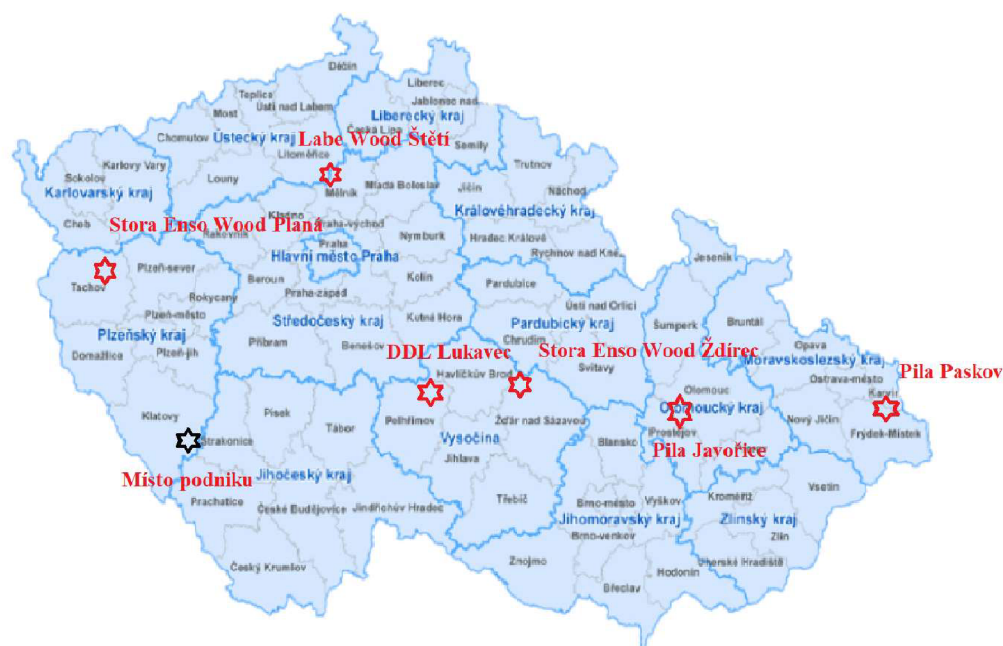 Děčín
Liberec
Teplice
Jablonec nad
Ústí nad Labem
Most
Liberecký kraj
Česká Lípa
Chomutov
Ústecký kraj
Labe Wood Štětí
Semily
Litoměřice
Trutnov
Karlovy Vary
Sokolov
Louny
Mladá Boleslav
Jičín
Náchod
Karlovarský kraj
Mělník
Královéhradecký kraj
Cheb
Stora Enso Wood Planá
Kladno
Praha-východ
Rakovník
Nymburk
Hradec Králové
Praha
Rychnov nad Kně.
Hlavní město Praha
Jeseník
Plzeň-sever
Tachov
Beroun
Kolín
Pardubice
Praha-západ
Rokycany
Ústí nad Orlicí
Plzeň-město
Středočeský kraj
Kutná Hora
Pardubický kraj
Šumperk
Bruntál
Plzeňský kraj
Příbram
Benešov
Chrudim
Domažlice
Plzeň-jih
DDL Lukavec
Stora Enso Wood Ždírec
Moravskoslezský kraj
Havlíčkův Brod
Svitavy
Opava
Pila Paskov
Ostrava-město
Olomouc
Karviná
Klatovy
Písek
Pelhřimov
Žďár nad Sázavou
Olomoucký kraj
Nový Jičín
Tábor
Prostějov
Frýdek-Místek
Strakonice
Vysočina
Blansko
Pila Javořice
Jihlava
Místo podniku
Jihočeský kraj
Vsetín
Prachatice
Třebíč
Brno-město
Vyškov
Kroměříž
České Budějovice
Jindřichův Hradec
Jihomoravský kraj
Zlínský kraj
Brno-venkov
Zlín
Český Krumlov
Znojmo
Uherské Hradiště
Hodonín
Břeclav